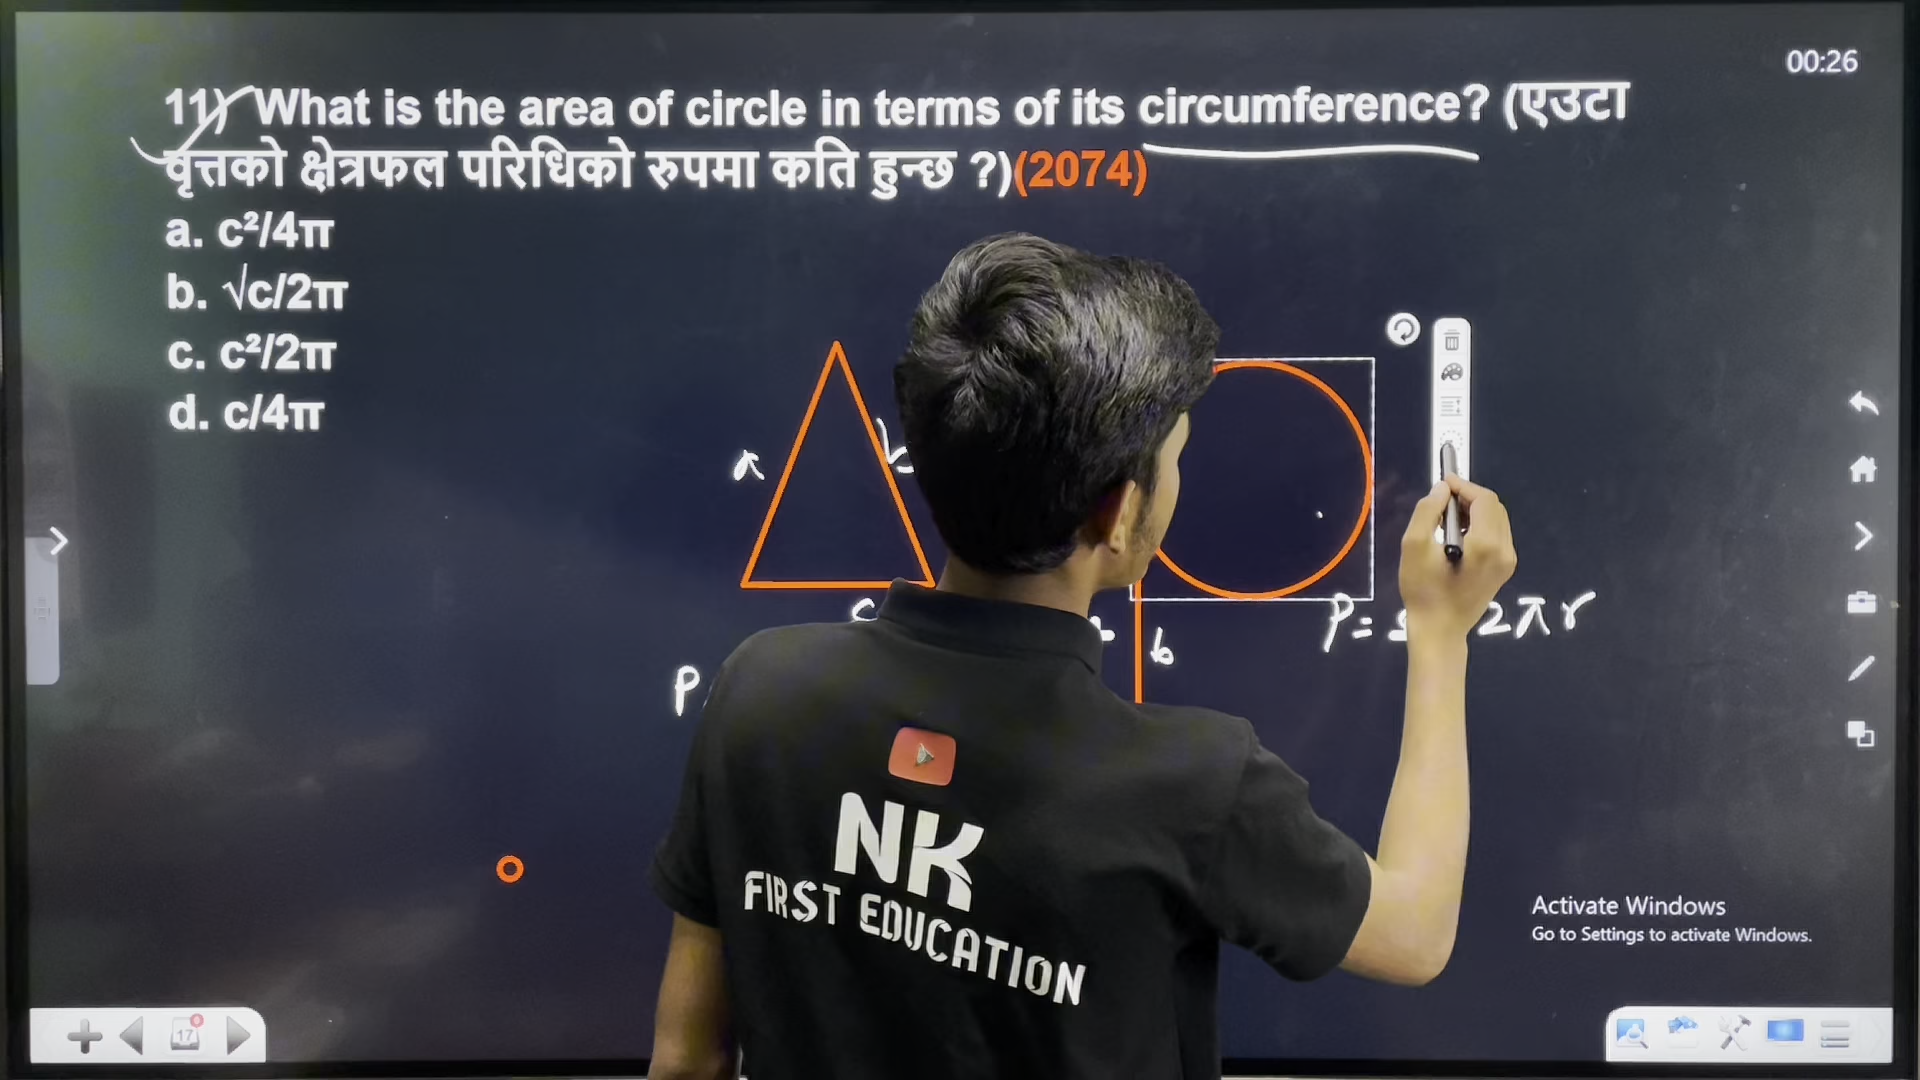 00:26
11) What is the area of circle in terms of its circumference? (एउटा
वृत्तको क्षेत्रफल परिधिको रुपमा कति हुन्छ ?)(2074)
a. c²/4π
b. √c/2π
c. c²/2π
d. c/4π
a
b
c
b
P= 2πr
P
NK
FIRST EDUCATION
Activate Windows
Go to Settings to activate Windows.
17